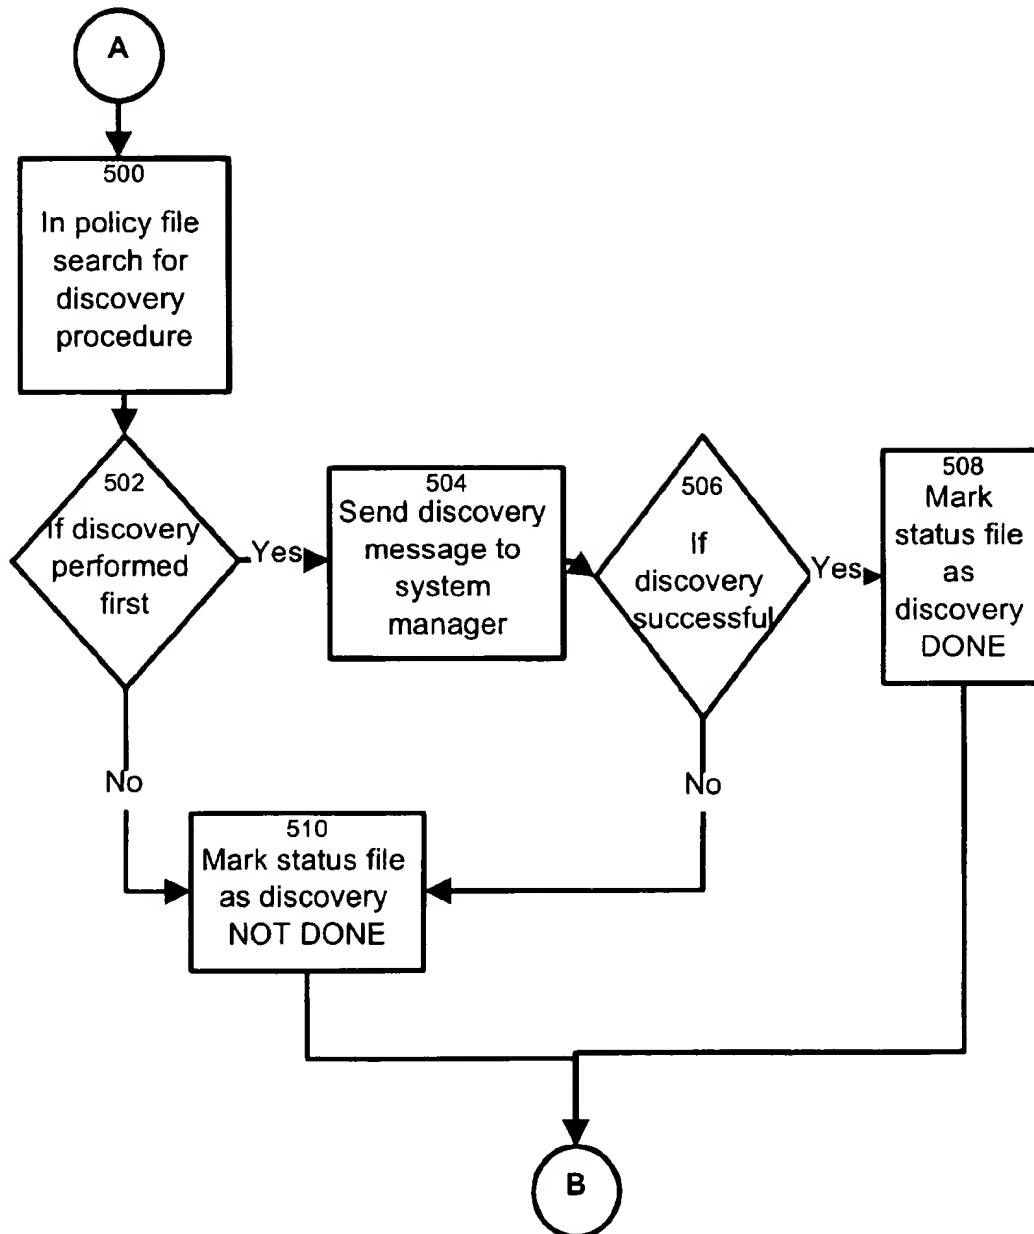 A
500
In policy file
search for
discovery
procedure
502
If discovery
performed
first
Yes
504
Send discovery
message to
system
manager
506
If
discovery
successful
Yes
508
Mark
status file
as
discovery
DONE
No
No
510
Mark status file
as discovery
NOT DONE
B